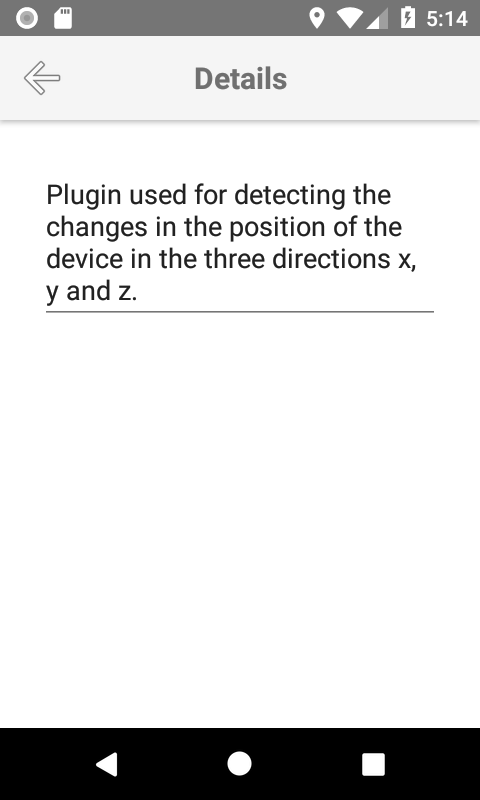 5:14
Details
Plugin used for detecting the
changes in the position of the
device in the three directions x,
y and z.